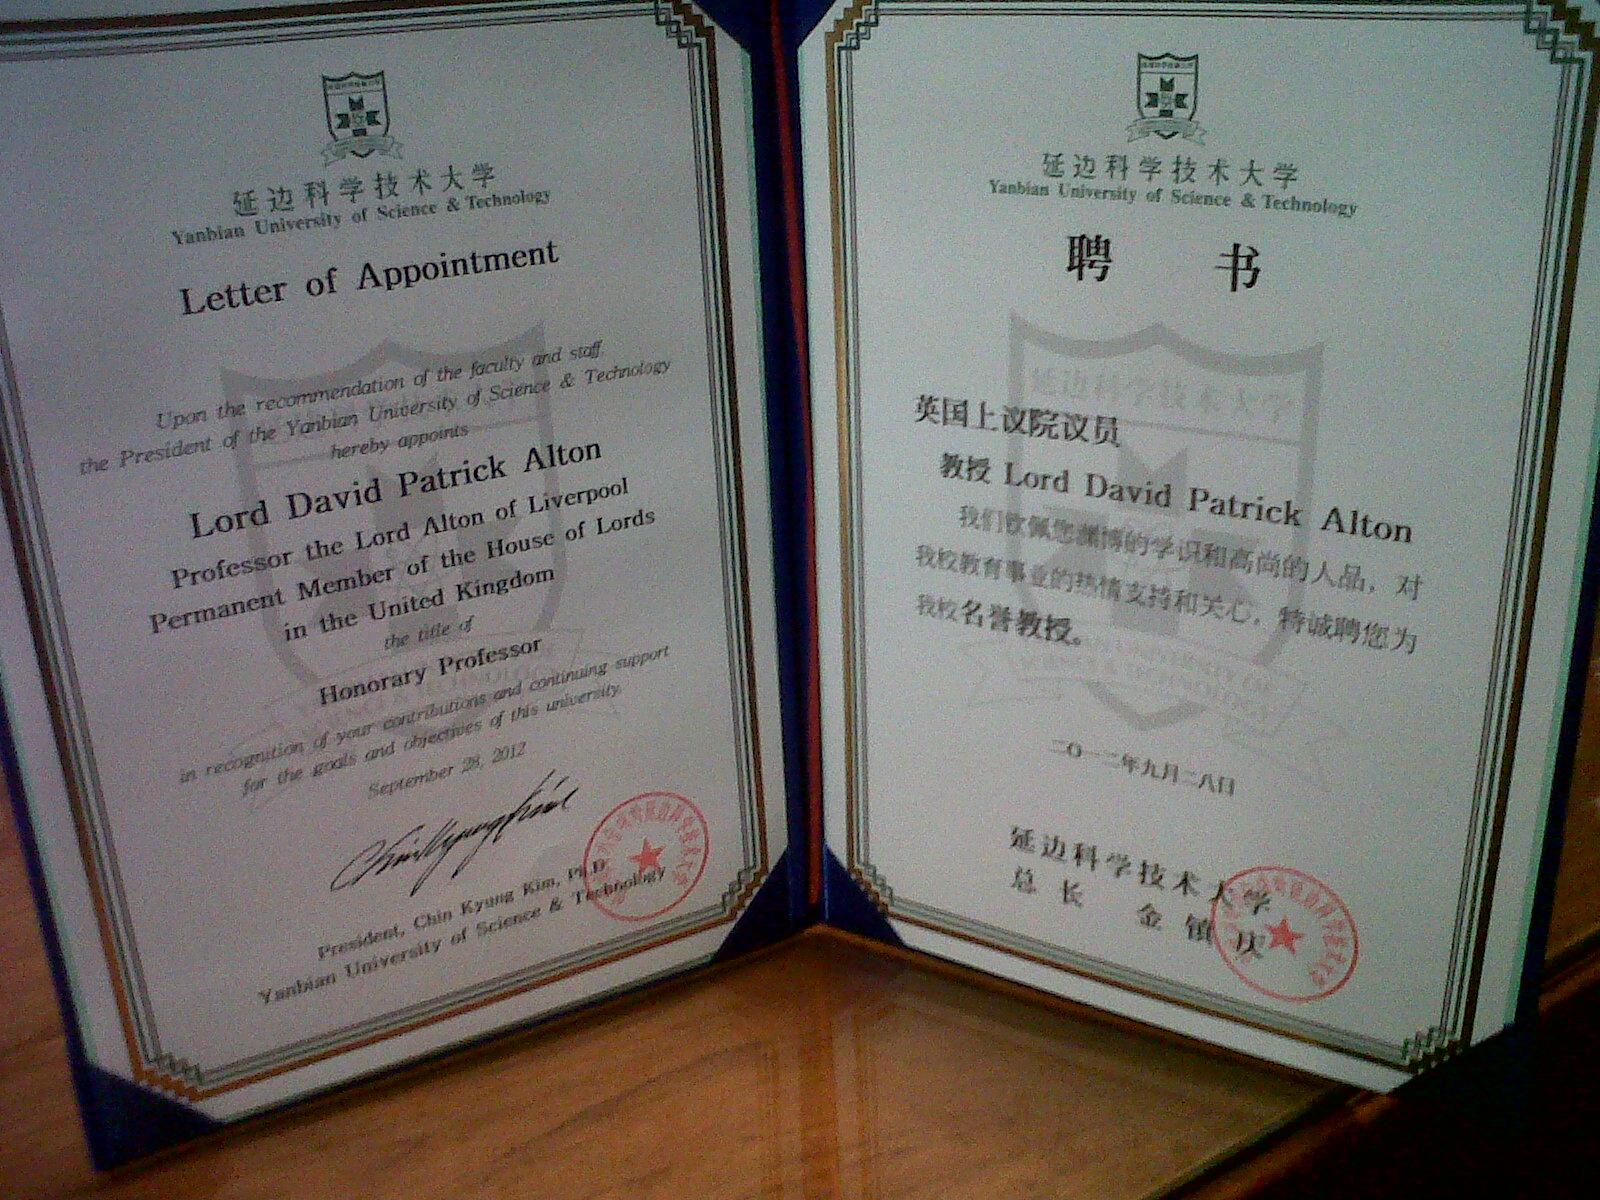 延边科学技术大学
Yanbian University of Science & Technology
Letter of Appointment
Upon the recommendation of the faculty and staff,
the President of the Yanbian University of Science & Technology
hereby appoints
Lord David Patrick Alton
Professor the Lord Alton of Liverpool
Permanent Member of the House of Lords
in the United Kingdom
the title of
Honorary Professor
in recognition of your contributions and continuing support
for the goals and objectives of this university.
September 28, 2012
President, Chin Kyung Kim, Ph.D.
Yanbian University of Science & Technology
延边科学技术大学
Yanbian University of Science & Technology
聘 书
延边科学技术大学
英国上议院议员
教授 Lord David Patrick Alton
我们钦佩您渊博的学识和高尚的人品，对
我校教育事业的热情支持和关心，特诚聘您为
我校名誉教授。
二〇一二年九月二八日
延边科学技术大学
总 长 金 镇 庆